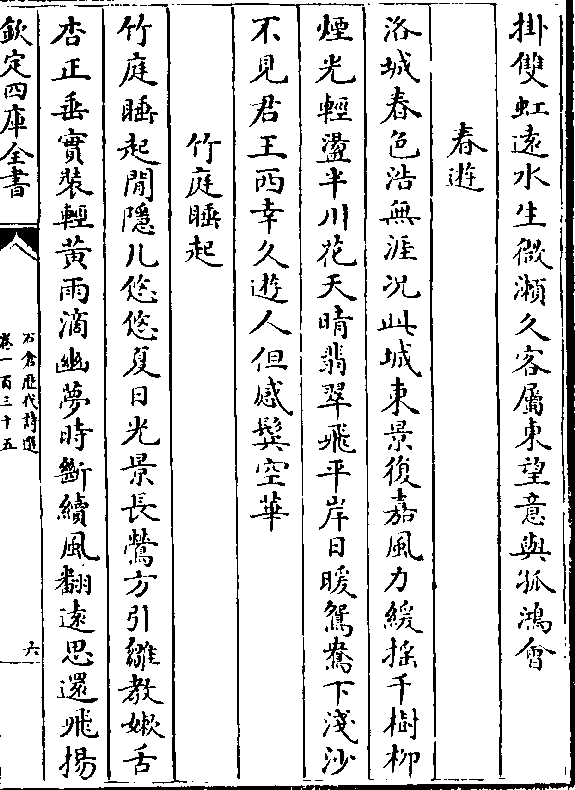 掛雙虹遠水生微瀬久客屬東望意與孤鴻㑹
春遊
洛城春色浩無涯况此城東景復嘉風力緩揺千樹柳
煙光輕盪半川花天晴翡翠飛平岸日暖鴛鴦下淺沙
不見君王西幸久遊人但感鬂空華
竹庭睡起
竹庭睡起閒隱几悠悠夏日光景長鶯方引雛教嫩舌
杏正垂實裝輕黃雨滴幽夢時斷續風翻遠思還飛揚
欽定四庫全書
石倉歴代詩選
卷一百三十五
六